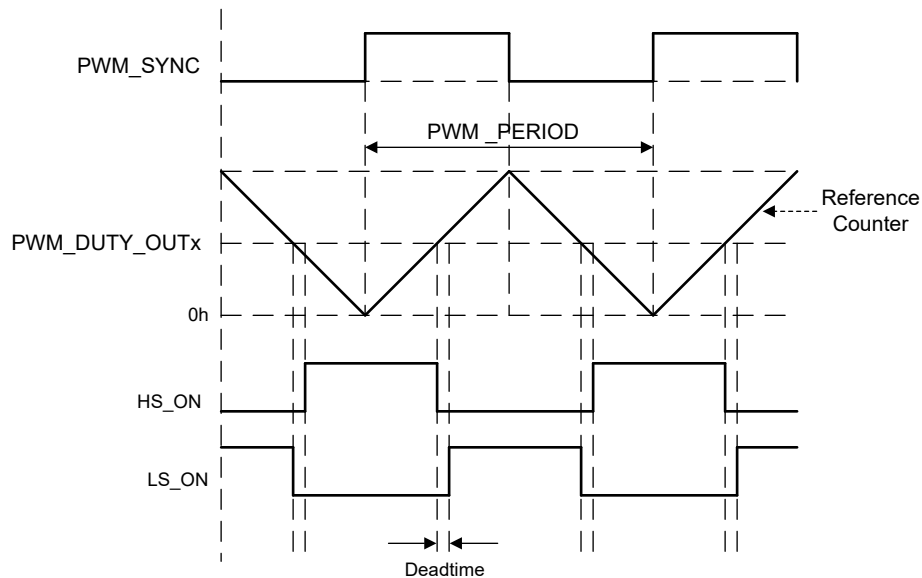 PWM_SYNC
PWM _PERIOD
Reference
Counter
PWM_DUTY_OUTx
0h
HS_ON
LS_ON
Deadtime